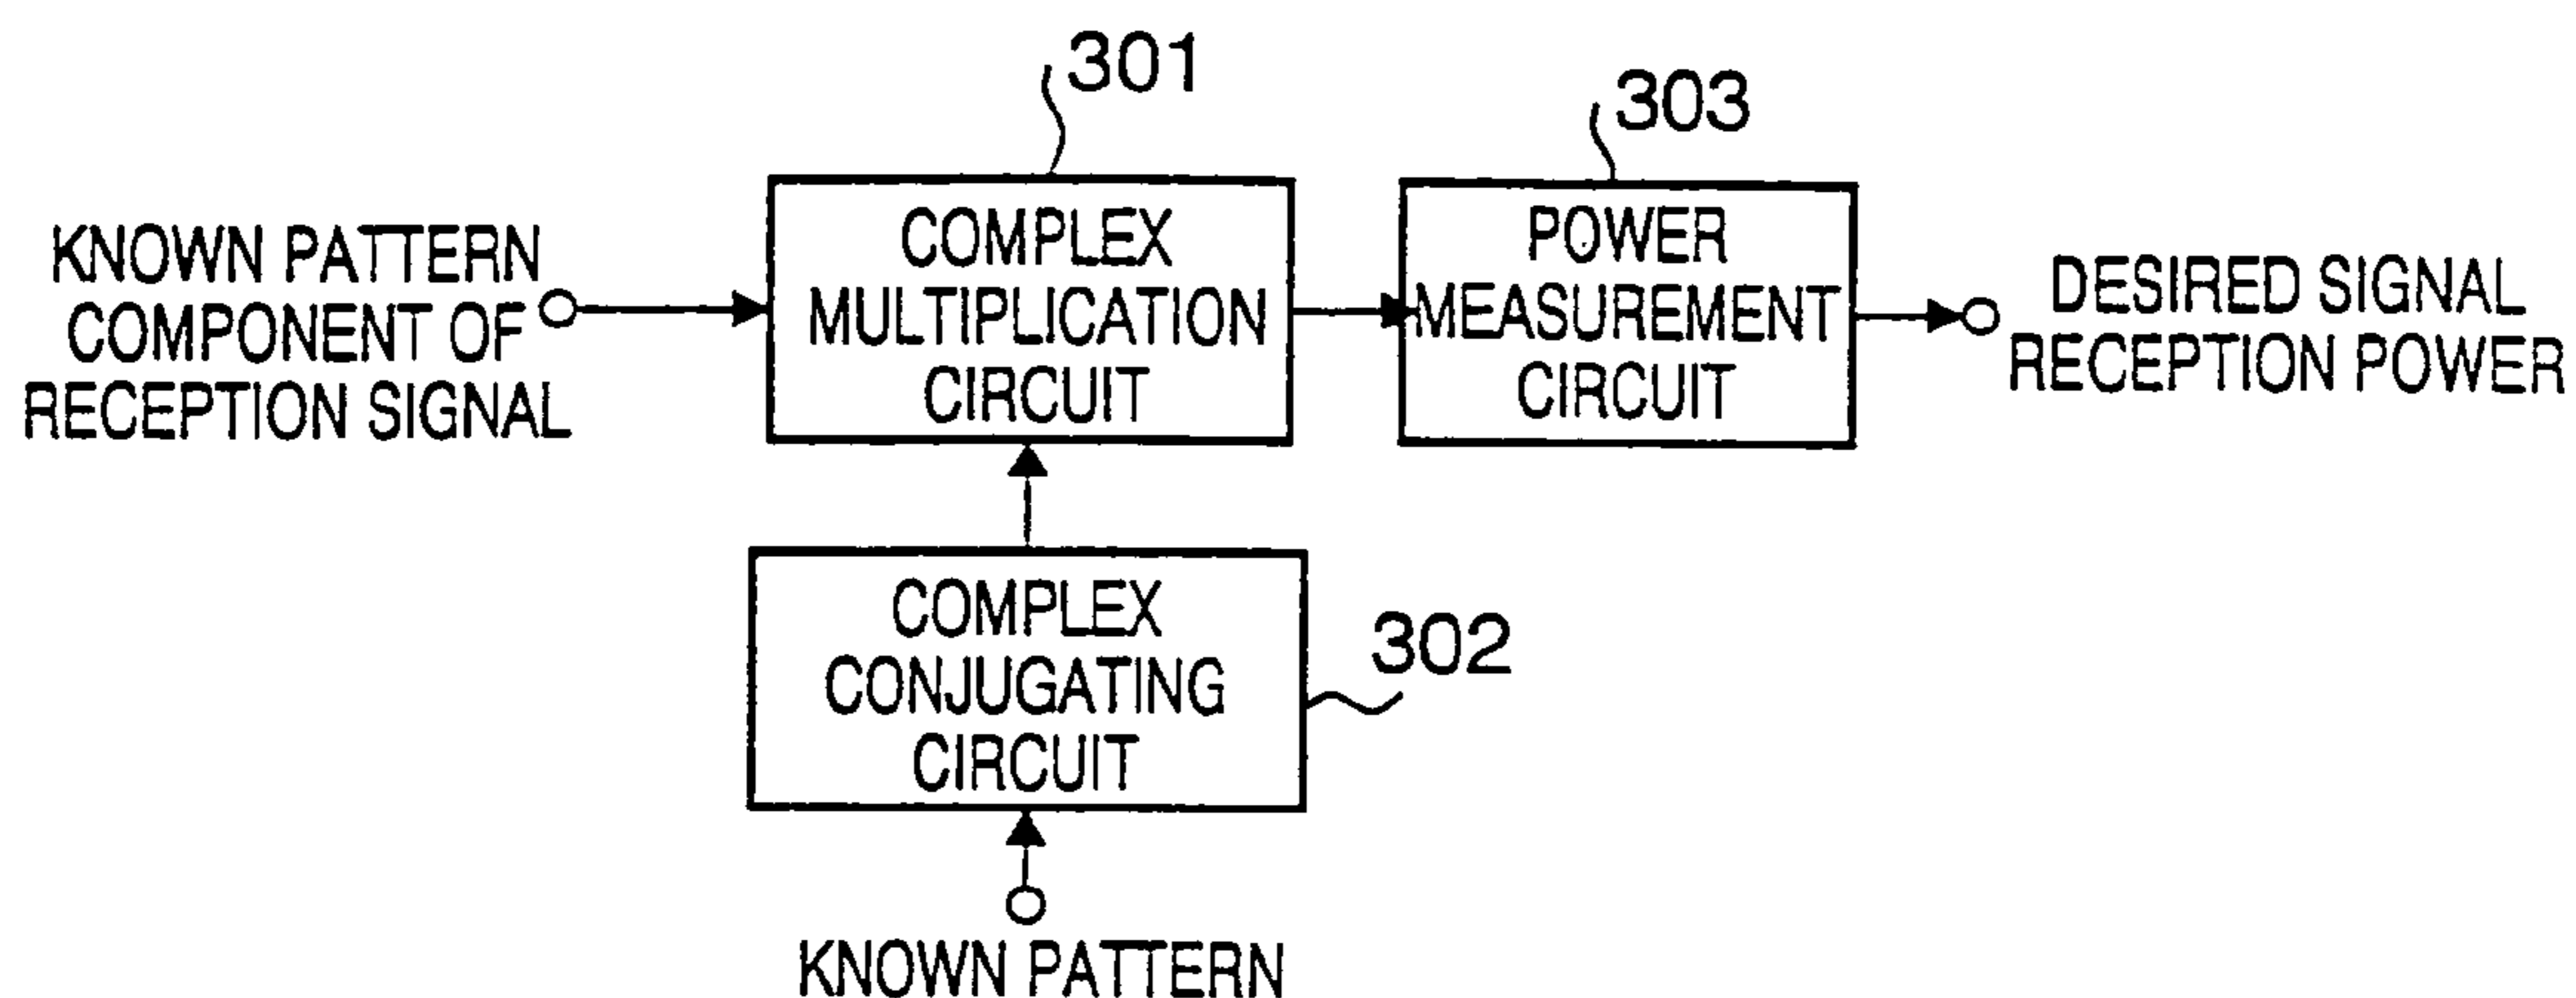 301
303
KNOWN PATTERN
COMPONENT OF
RECEPTION SIGNAL
COMPLEX
MULTIPLICATION
CIRCUIT
POWER
MEASUREMENT
CIRCUIT
DESIRED SIGNAL
RECEPTION POWER
COMPLEX
CONJUGATING
CIRCUIT
302
KNOWN PATTERN